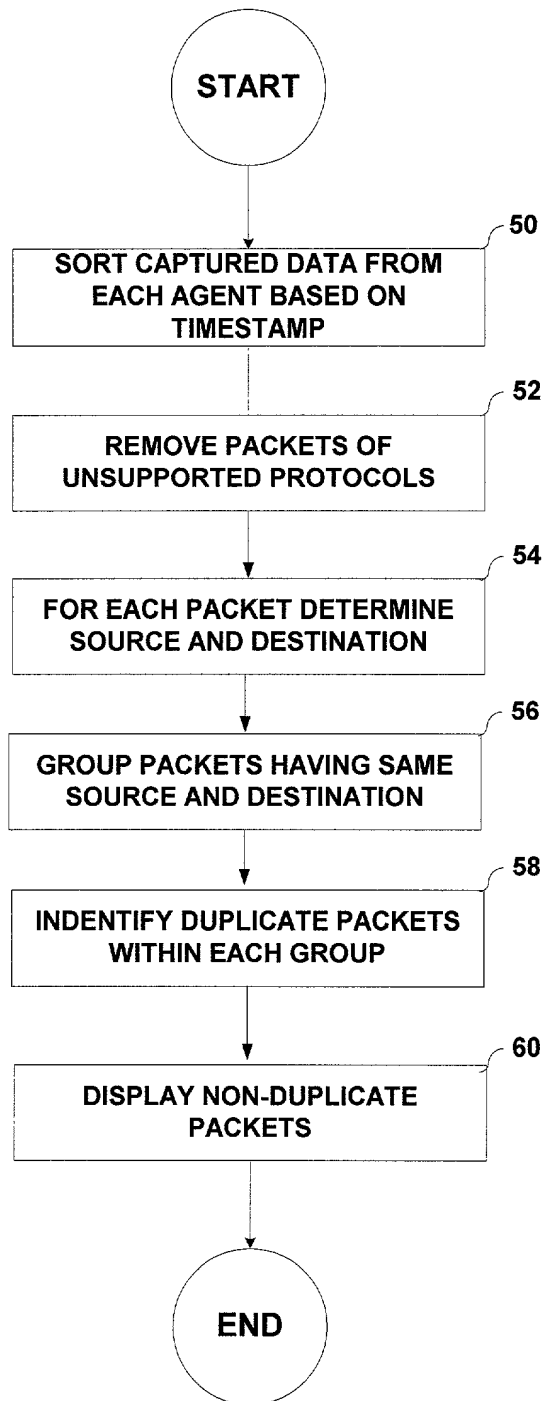 START
50
SORT CAPTURED DATA FROM
EACH AGENT BASED ON
TIMESTAMP
52
REMOVE PACKETS OF
UNSUPPORTED PROTOCOLS
54
FOR EACH PACKET DETERMINE
SOURCE AND DESTINATION
56
GROUP PACKETS HAVING SAME
SOURCE AND DESTINATION
58
INDENTIFY DUPLICATE PACKETS
WITHIN EACH GROUP
60
DISPLAY NON-DUPLICATE
PACKETS
END